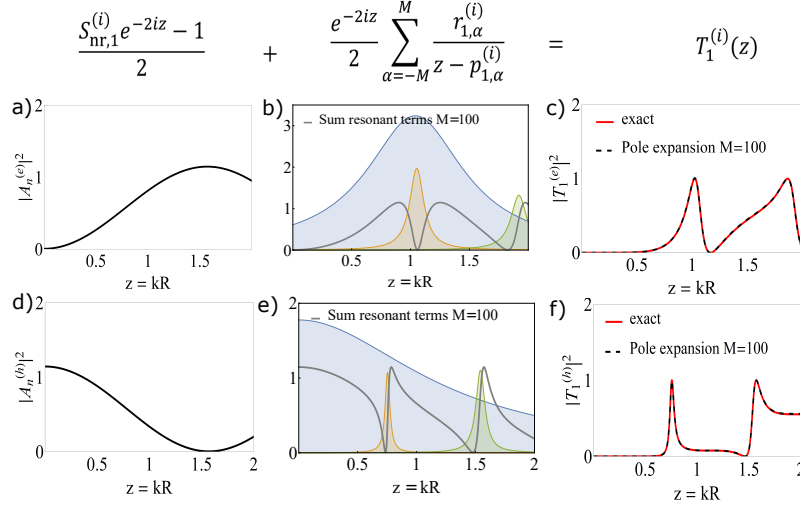 S_{nr,1}^{(i)} e^{-2iz} − 1 / 2 + e^{-2iz} / 2 ∑_{α=−M}^{M} r_{1,α}^{(i)} / z − p_{1,α}^{(i)} = T_1^{(i)}(z)
a)
|A_n^{(e)}|^2
2
1
0
0.5 1 1.5
z = kR
b)
Sum resonant terms M=100
3
2
1
0
0.5 1 1.5
z = kR
c)
exact
Pole expansion M=100
|T_1^{(e)}|^2
2
1
0
0.5 1 1.5
z = kR
d)
|A_n^{(h)}|^2
2
1
0
0.5 1 1.5 2
z = kR
e)
Sum resonant terms M=100
2
1
0
0.5 1 1.5 2
z = kR
f)
exact
Pole expansion M=100
|T_1^{(h)}|^2
2
1
0
0.5 1 1.5
z = kR